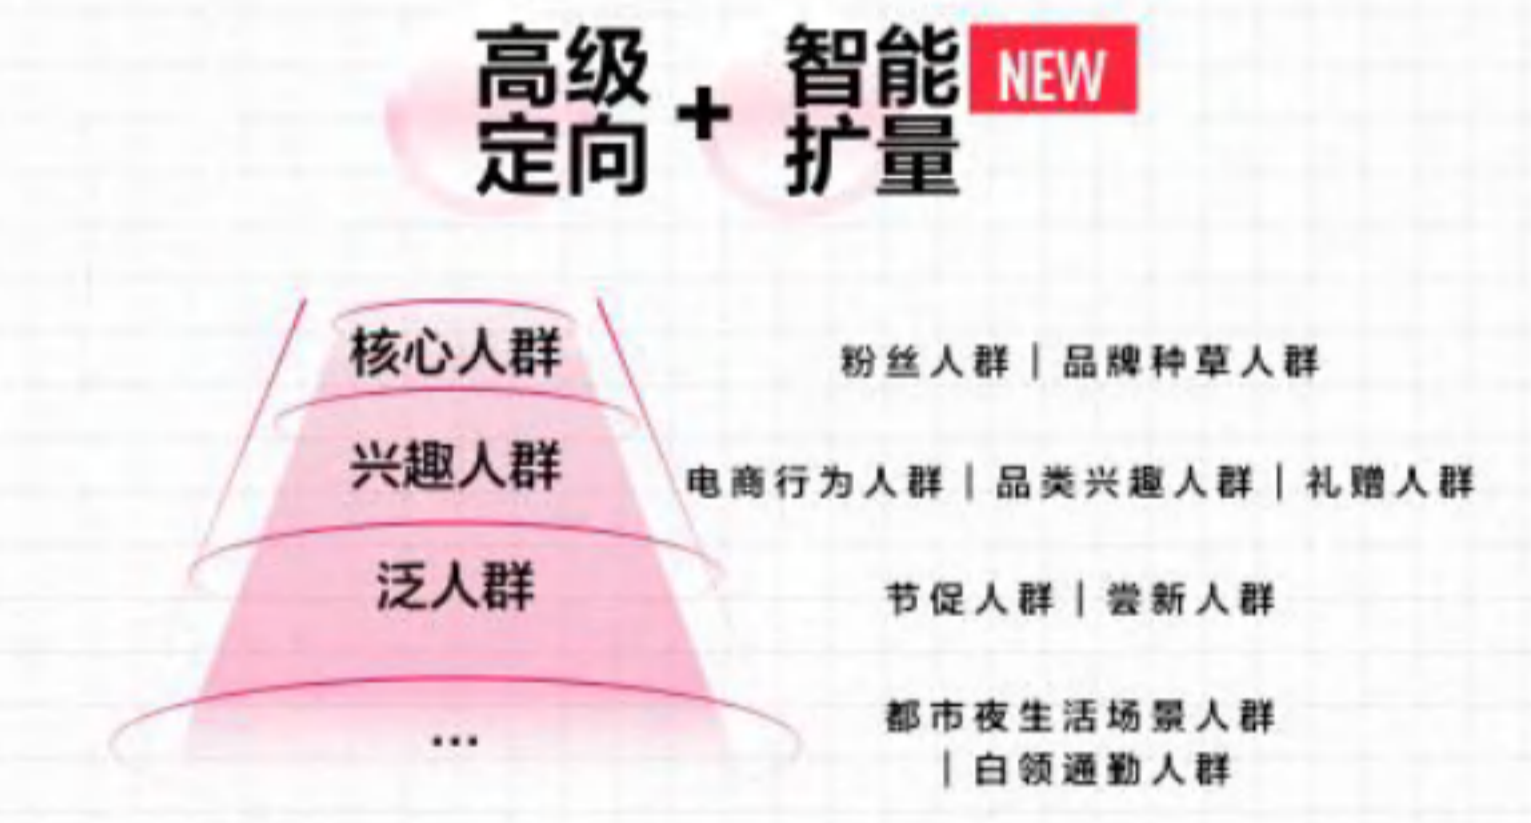 高级 智能 NEW
定向 + 扩量
核心人群
粉丝人群 | 品牌种草人群
兴趣人群
电商行为人群 | 品类兴趣人群 | 礼赠人群
泛人群
节促人群 | 尝新人群
...
都市夜生活场景人群
| 白领通勤人群